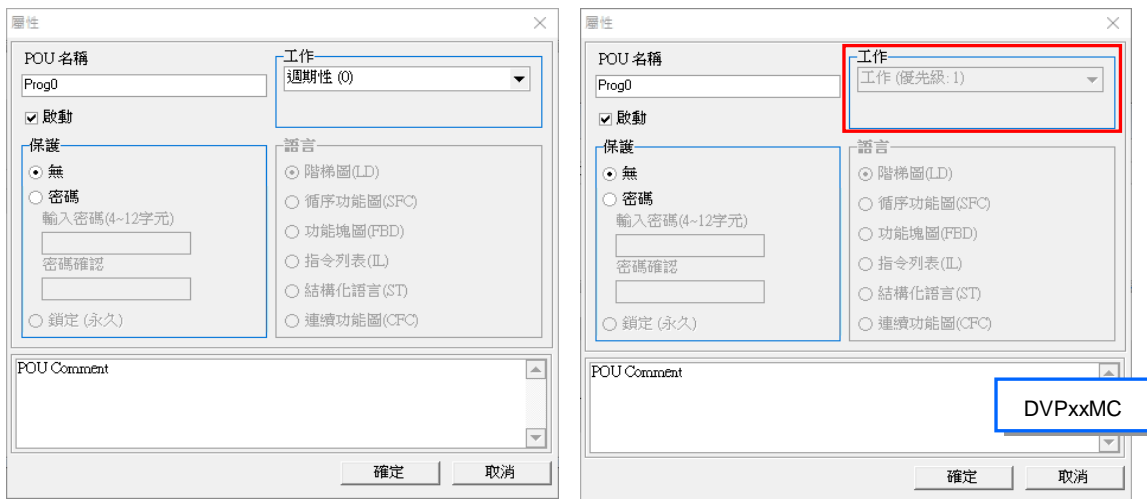 屬性
POU 名稱
Prog0
啟動
工作
週期性 (0)
保護
無
密碼
輸入密碼(4~12字元)
密碼確認
鎖定 (永久)
語言
階梯圖(LD)
循序功能圖(SFC)
功能塊圖(FBD)
指令列表(IL)
結構化語言(ST)
連續功能圖(CFC)
POU Comment
確定
取消
屬性
POU 名稱
Prog0
啟動
工作
工作 (優先級: 1)
保護
無
密碼
輸入密碼(4~12字元)
密碼確認
鎖定 (永久)
語言
階梯圖(LD)
循序功能圖(SFC)
功能塊圖(FBD)
指令列表(IL)
結構化語言(ST)
連續功能圖(CFC)
POU Comment
DVPxxMC
確定
取消